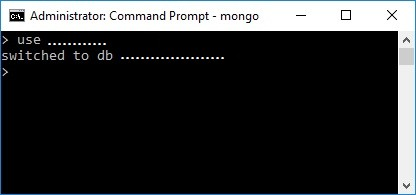 Administrator: Command Prompt - mongo
> use ............
switched to db .....................
>